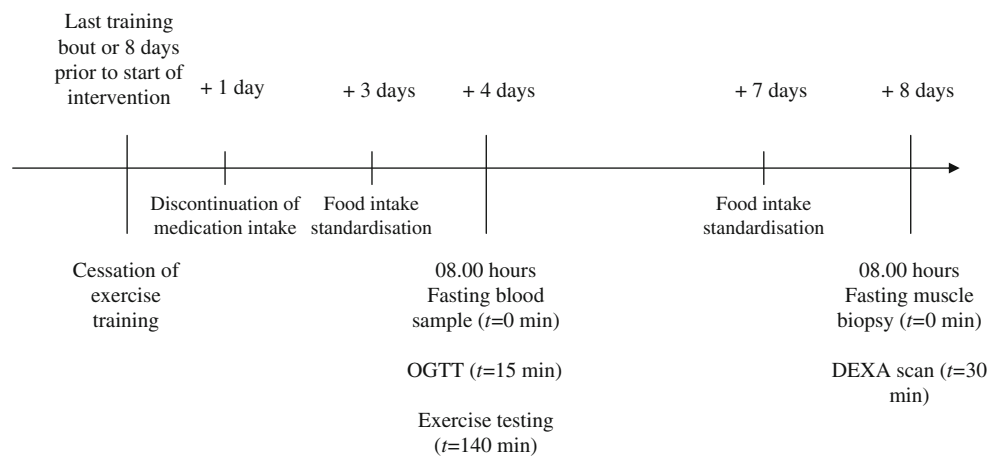 Last training
bout or 8 days
prior to start of
intervention
+ 1 day
+ 3 days
+ 4 days
+ 7 days
+ 8 days
Discontinuation of
medication intake
Food intake
standardisation
Food intake
standardisation
Cessation of
exercise
training
08.00 hours
Fasting blood
sample (t=0 min)
OGTT (t=15 min)
Exercise testing
(t=140 min)
08.00 hours
Fasting muscle
biopsy (t=0 min)
DEXA scan (t=30
min)